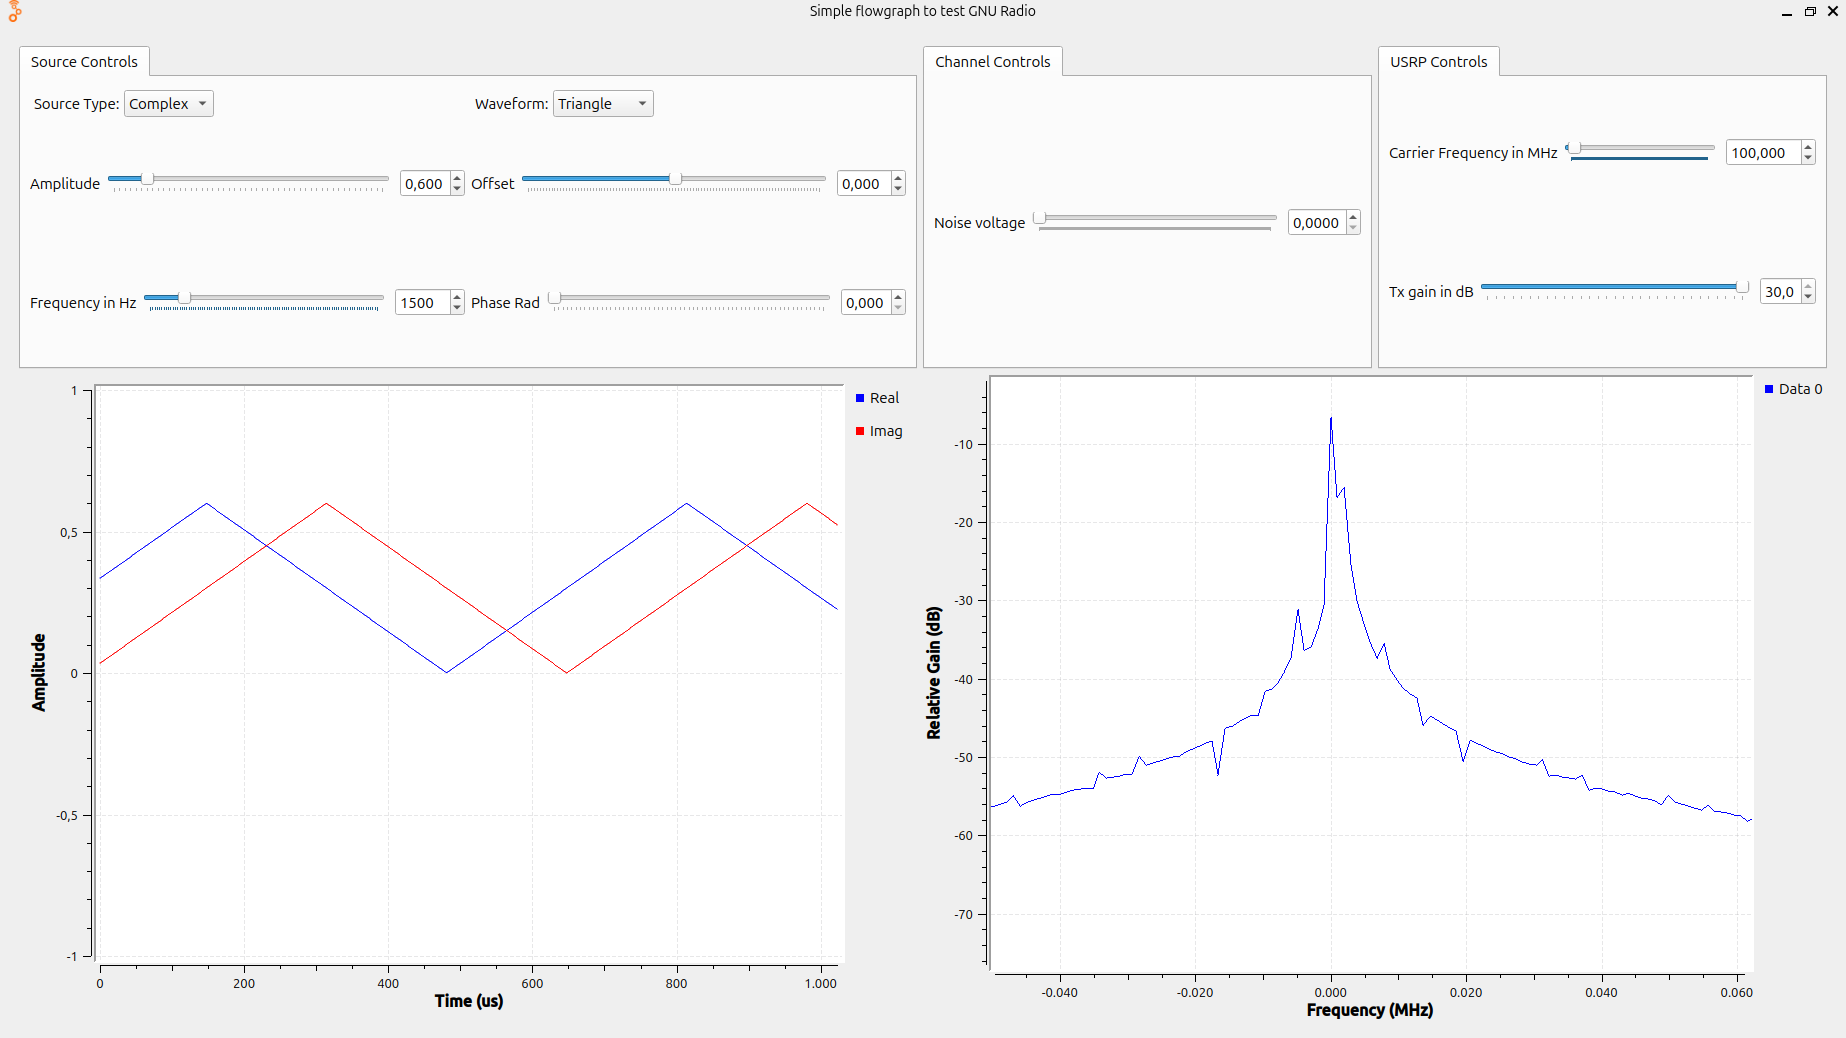 Simple flowgraph to test GNU Radio
Source Controls
Source Type: Complex
Waveform: Triangle
Amplitude 0,600
Offset 0,000
Frequency in Hz 1500
Phase Rad 0,000
Channel Controls
Noise voltage 0,0000
USRP Controls
Carrier Frequency in MHz 100,000
Tx gain in dB 30,0
Real
Imag
1
0,5
0
-0,5
-1
Amplitude
0 200 400 600 800 1.000
Time (us)
Data 0
-10
-20
-30
-40
-50
-60
-70
Relative Gain (dB)
-0.040 -0.020 0.000 0.020 0.040 0.060
Frequency (MHz)